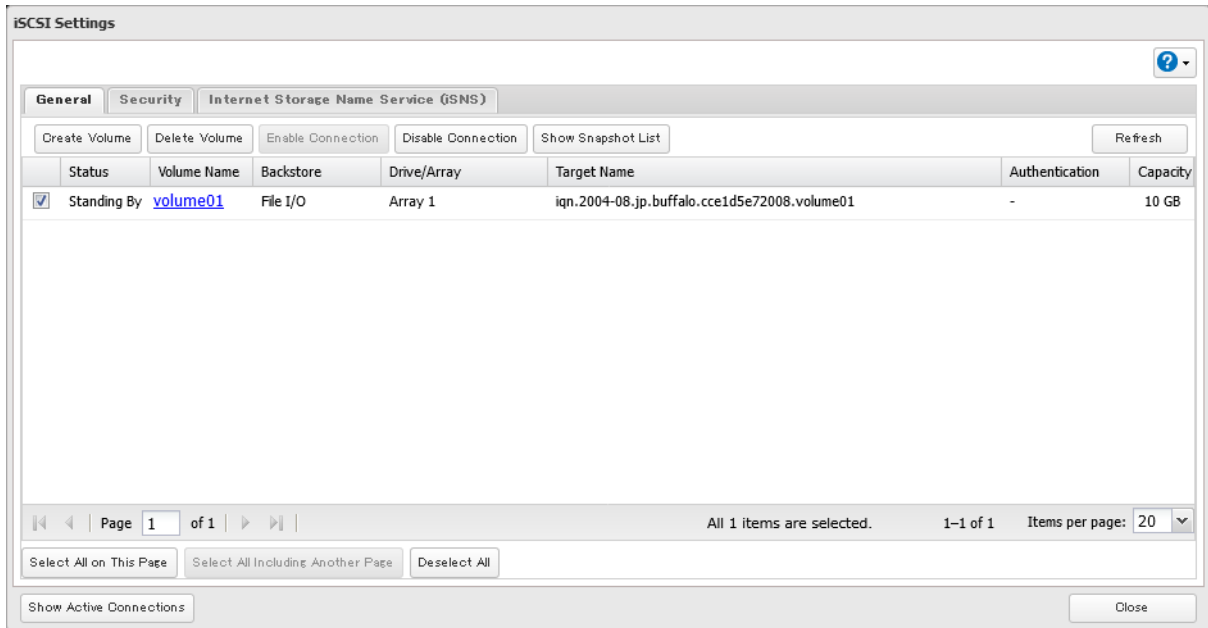 iSCSI Settings
General Security Internet Storage Name Service (iSNS)
Create Volume Delete Volume Enable Connection Disable Connection Show Snapshot List Refresh
Status Volume Name Backstore Drive/Array Target Name Authentication Capacity
Standing By volume01 File I/O Array 1 iqn.2004-08.jp.buffalo.cce1d5e72008.volume01 - 10 GB
Page 1 of 1 All 1 items are selected. 1–1 of 1 Items per page: 20
Select All on This Page Select All Including Another Page Deselect All
Show Active Connections Close